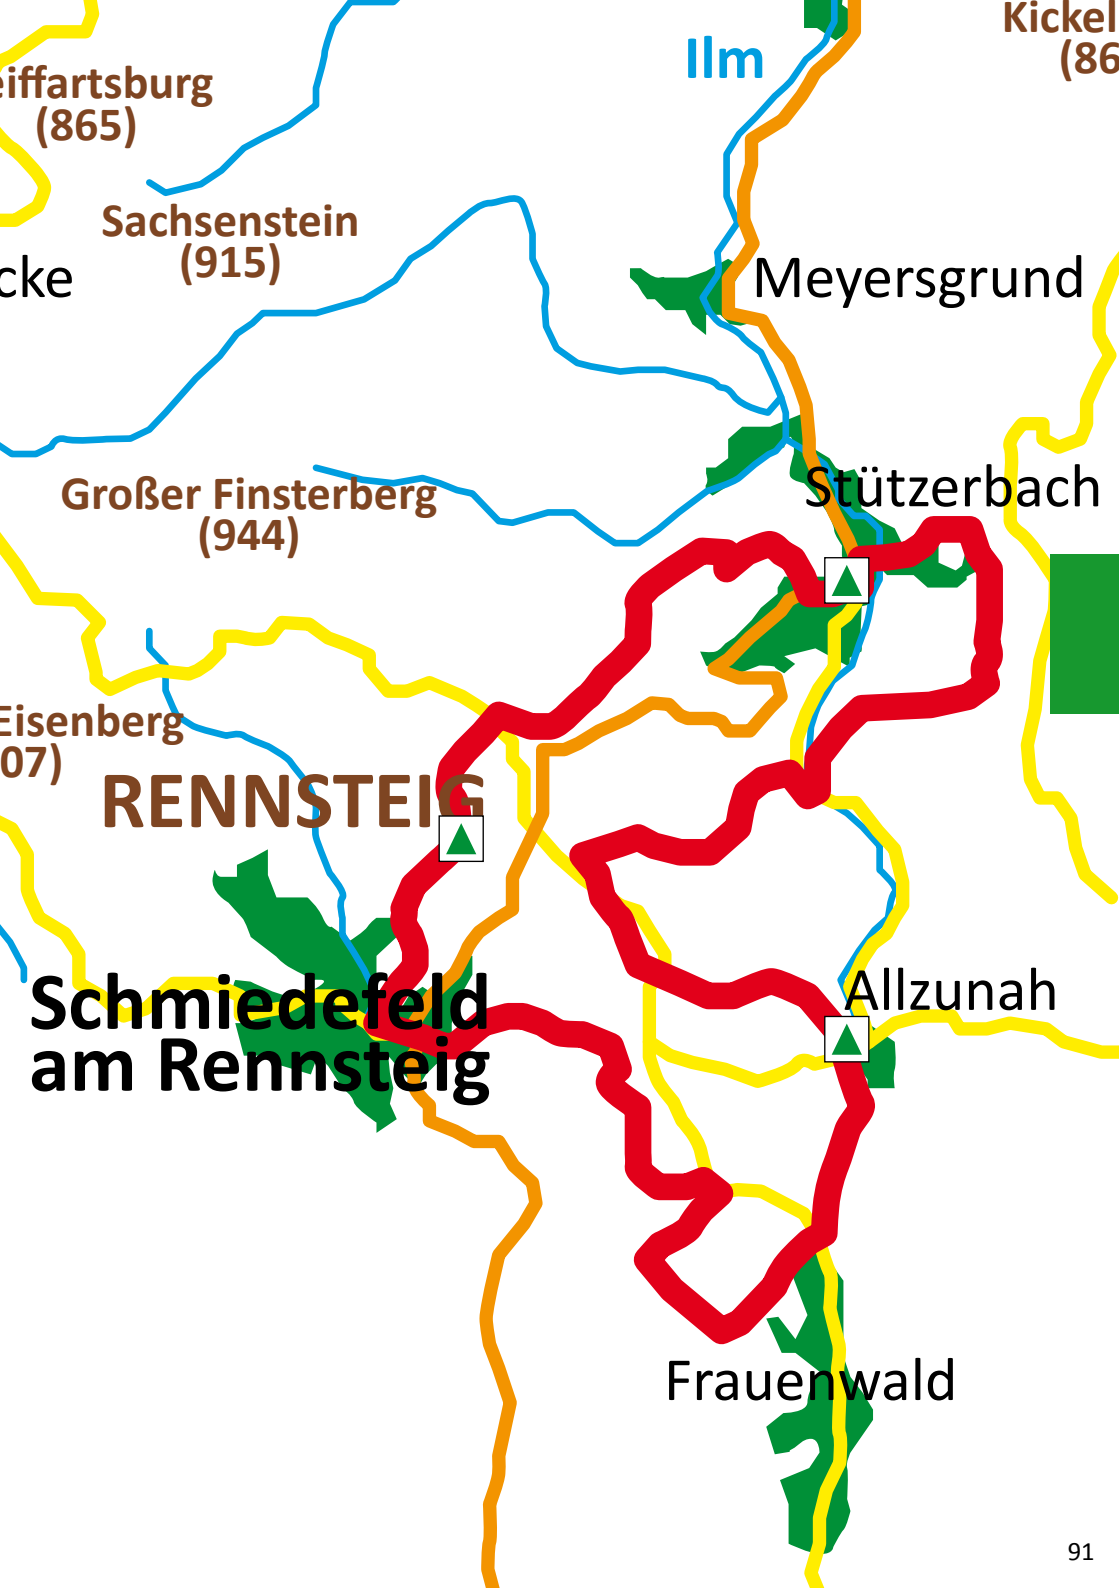 Kickel
(86
Ilm
eiffartsburg
(865)
Sachsenstein
(915)
cke
Meyersgrund
Stützerbach
Großer Finsterberg
(944)
Eisenberg
07)
RENNSTEIG
Schmiedefeld
am Rennsteig
Allzunah
Frauenwald
91